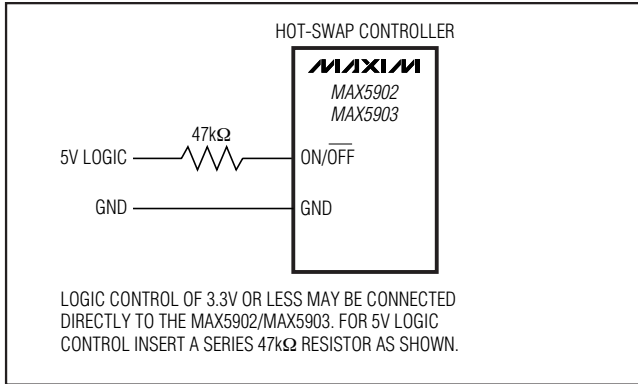 HOT-SWAP CONTROLLER
MAXIM
MAX5902
MAX5903
47kΩ
5V LOGIC
ON/OFF
GND
GND
LOGIC CONTROL OF 3.3V OR LESS MAY BE CONNECTED
DIRECTLY TO THE MAX5902/MAX5903. FOR 5V LOGIC
CONTROL INSERT A SERIES 47kΩ RESISTOR AS SHOWN.